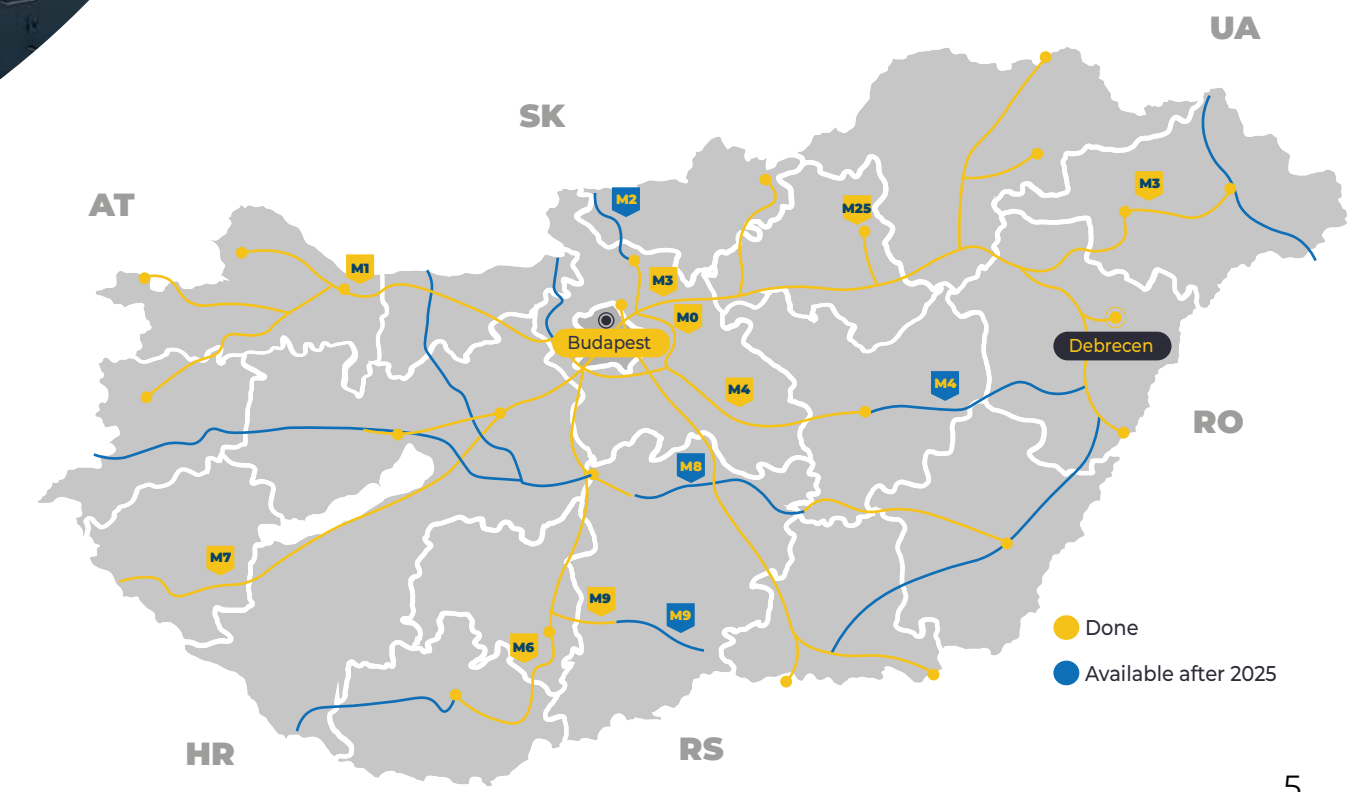 UA
SK
AT
M2
M25
M3
M1
M3
M0
Budapest
Debrecen
M4
M4
RO
M8
M7
M9
M9
M6
Done
Available after 2025
HR
RS
5